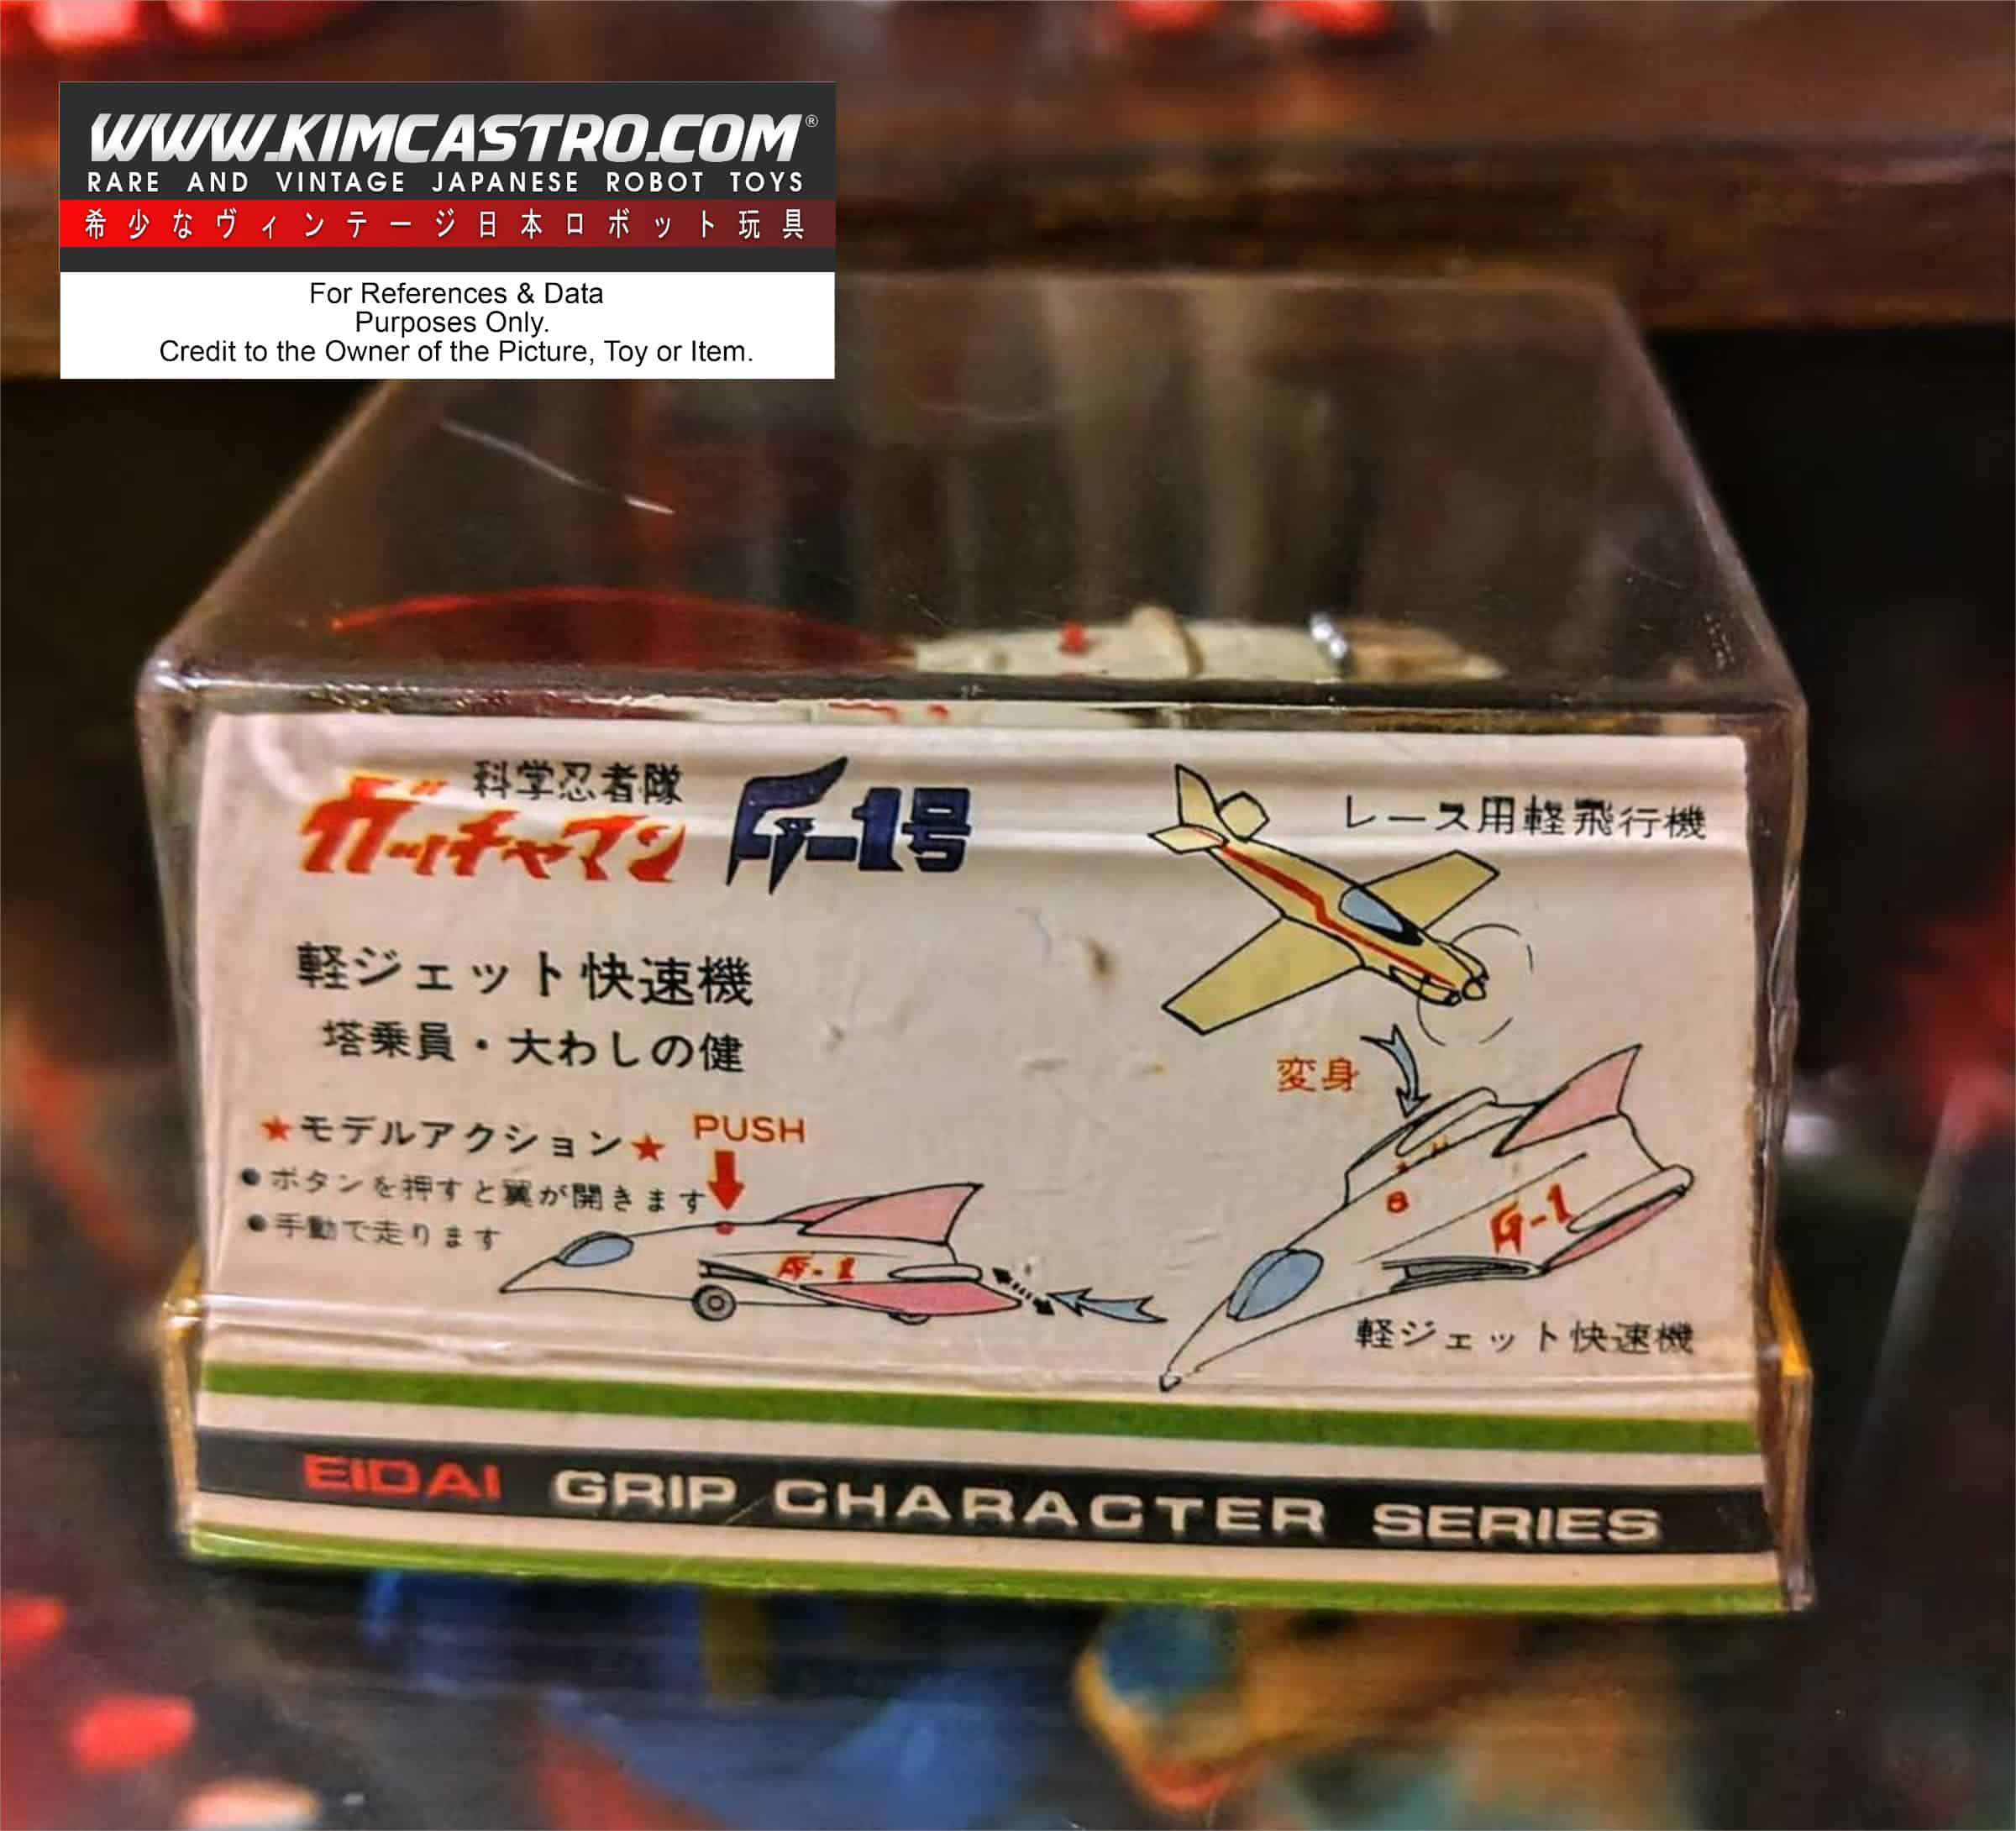 WWW.KIMCASTRO.COM®
RARE AND VINTAGE JAPANESE ROBOT TOYS
希少なヴィンテージ日本ロボット玩具
For References & Data
Purposes Only.
Credit to the Owner of the Picture, Toy or Item.
科学忍者隊
ガッチャマン G-1号
レース用軽飛行機
軽ジェット快速機
塔乗員・大わしの健
変身
★モデルアクション★ PUSH
●ボタンを押すと翼が開きます
●手動で走ります
G-1
G-1
軽ジェット快速機
EIDAI GRIP CHARACTER SERIES